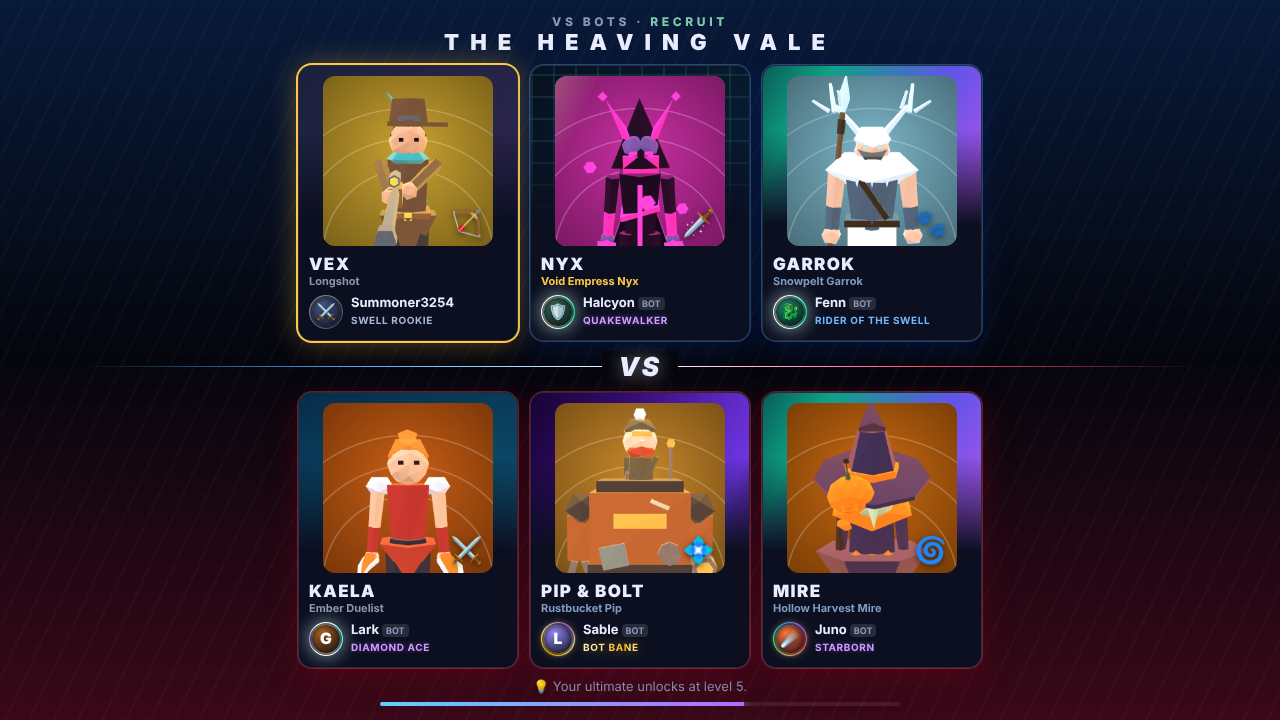 VS BOTS · RECRUIT
THE HEAVING VALE
VEX
Longshot
Summoner3254
SWELL ROOKIE
NYX
Void Empress Nyx
Halcyon BOT
QUAKEWALKER
GARROK
Snowpelt Garrok
Fenn BOT
RIDER OF THE SWELL
VS
KAELA
Ember Duelist
G
Lark BOT
DIAMOND ACE
PIP & BOLT
Rustbucket Pip
L
Sable BOT
BOT BANE
MIRE
Hollow Harvest Mire
Juno BOT
STARBORN
Your ultimate unlocks at level 5.